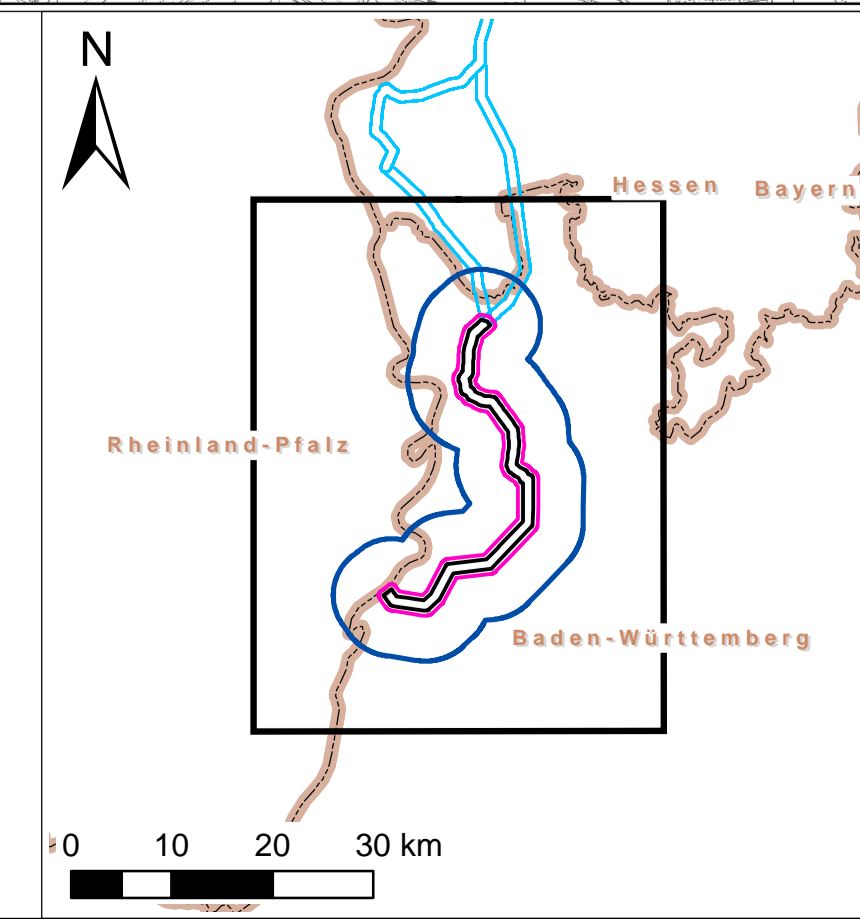 N
Hessen
Bayern
Rheinland-Pfalz
Baden-Württemberg
0 10 20 30 km